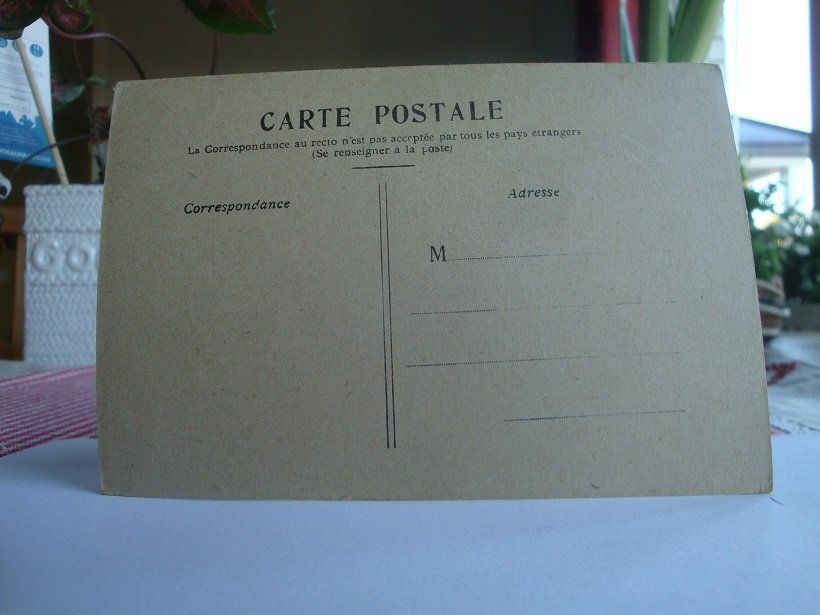 CARTE POSTALE
La Correspondance au recto n'est pas acceptée par tous les pays étrangers
(Se renseigner à la poste)
Correspondance
Adresse
M
GO